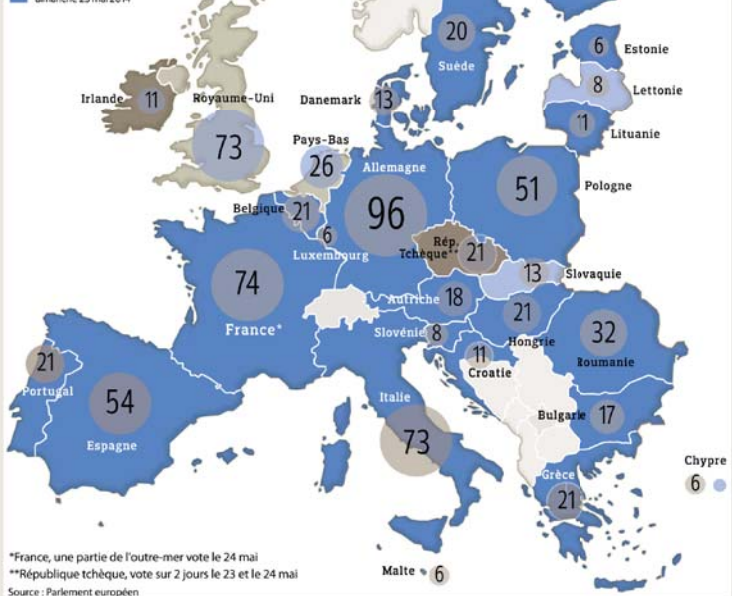 20
Suède
6
Estonie
8
Lettonie
11
Lituanie
Irlande
11
Royaume-Uni
73
Danemark
13
Pays-Bas
26
Allemagne
96
51
Pologne
Belgique
21
6
Luxembourg
Rép.
Tchèque**
21
13
Slovaquie
74
France*
Autriche
18
21
Hongrie
Slovénie
8
32
Roumanie
11
Croatie
21
Portugal
54
Espagne
Italie
73
Bulgarie
17
Grèce
21
Chypre
6
Malte
6
*France, une partie de l'outre-mer vote le 24 mai
**République tchèque, vote sur 2 jours le 23 et le 24 mai
Source : Parlement européen